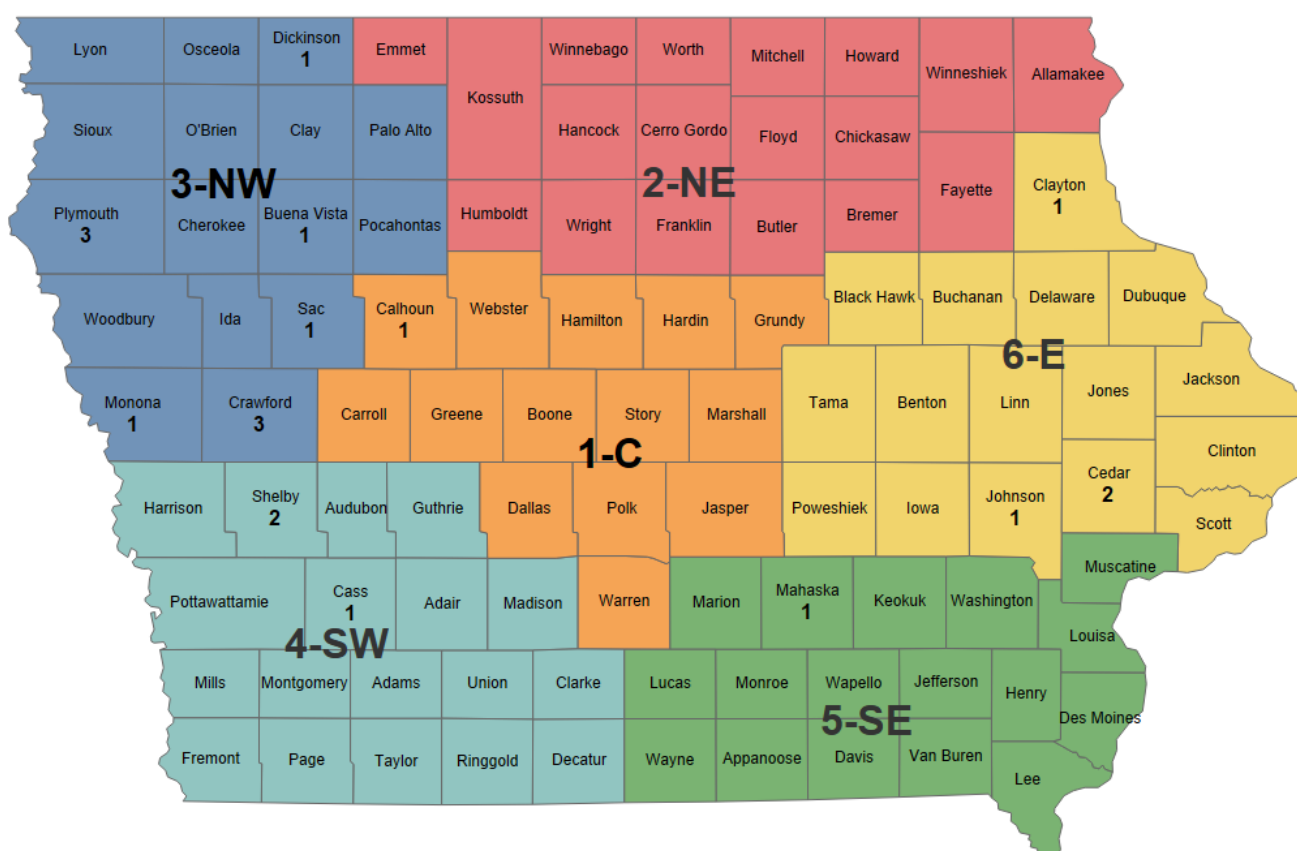 Lyon
Osceola
Dickinson
1
Emmet
Kossuth
Winnebago
Worth
Mitchell
Howard
Winneshiek
Allamakee
Sioux
O'Brien
Clay
Palo Alto
Hancock
Cerro Gordo
Floyd
Chickasaw
3-NW
2-NE
Fayette
Clayton
1
Plymouth
3
Cherokee
Buena Vista
1
Pocahontas
Humboldt
Wright
Franklin
Butler
Bremer
Woodbury
Ida
Sac
1
Calhoun
1
Webster
Hamilton
Hardin
Grundy
Black Hawk
Buchanan
Delaware
Dubuque
6-E
Monona
1
Crawford
3
Carroll
Greene
Boone
Story
Marshall
Tama
Benton
Linn
Jones
Jackson
1-C
Clinton
Harrison
Shelby
2
Audubon
Guthrie
Dallas
Polk
Jasper
Poweshiek
Iowa
Johnson
1
Cedar
2
Scott
Muscatine
Pottawattamie
Cass
1
Adair
Madison
Warren
Marion
Mahaska
1
Keokuk
Washington
Louisa
4-SW
Mills
Montgomery
Adams
Union
Clarke
Lucas
Monroe
Wapello
Jefferson
Henry
Des Moines
5-SE
Fremont
Page
Taylor
Ringgold
Decatur
Wayne
Appanoose
Davis
Van Buren
Lee